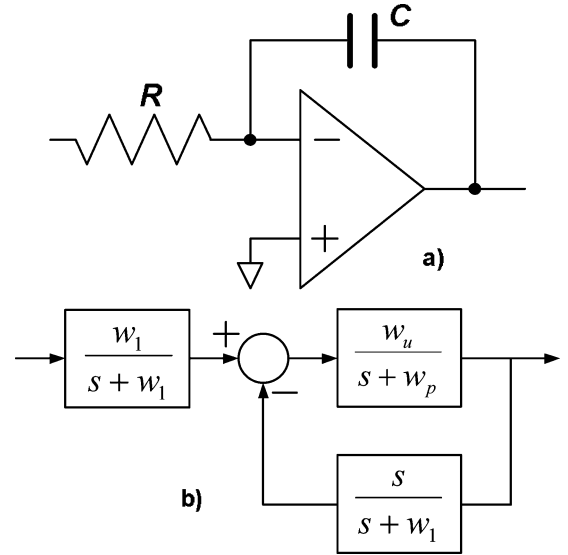 C
R
−
+
a)
w₁
s + w₁
+
−
wᵤ
s + wₚ
s
s + w₁
b)